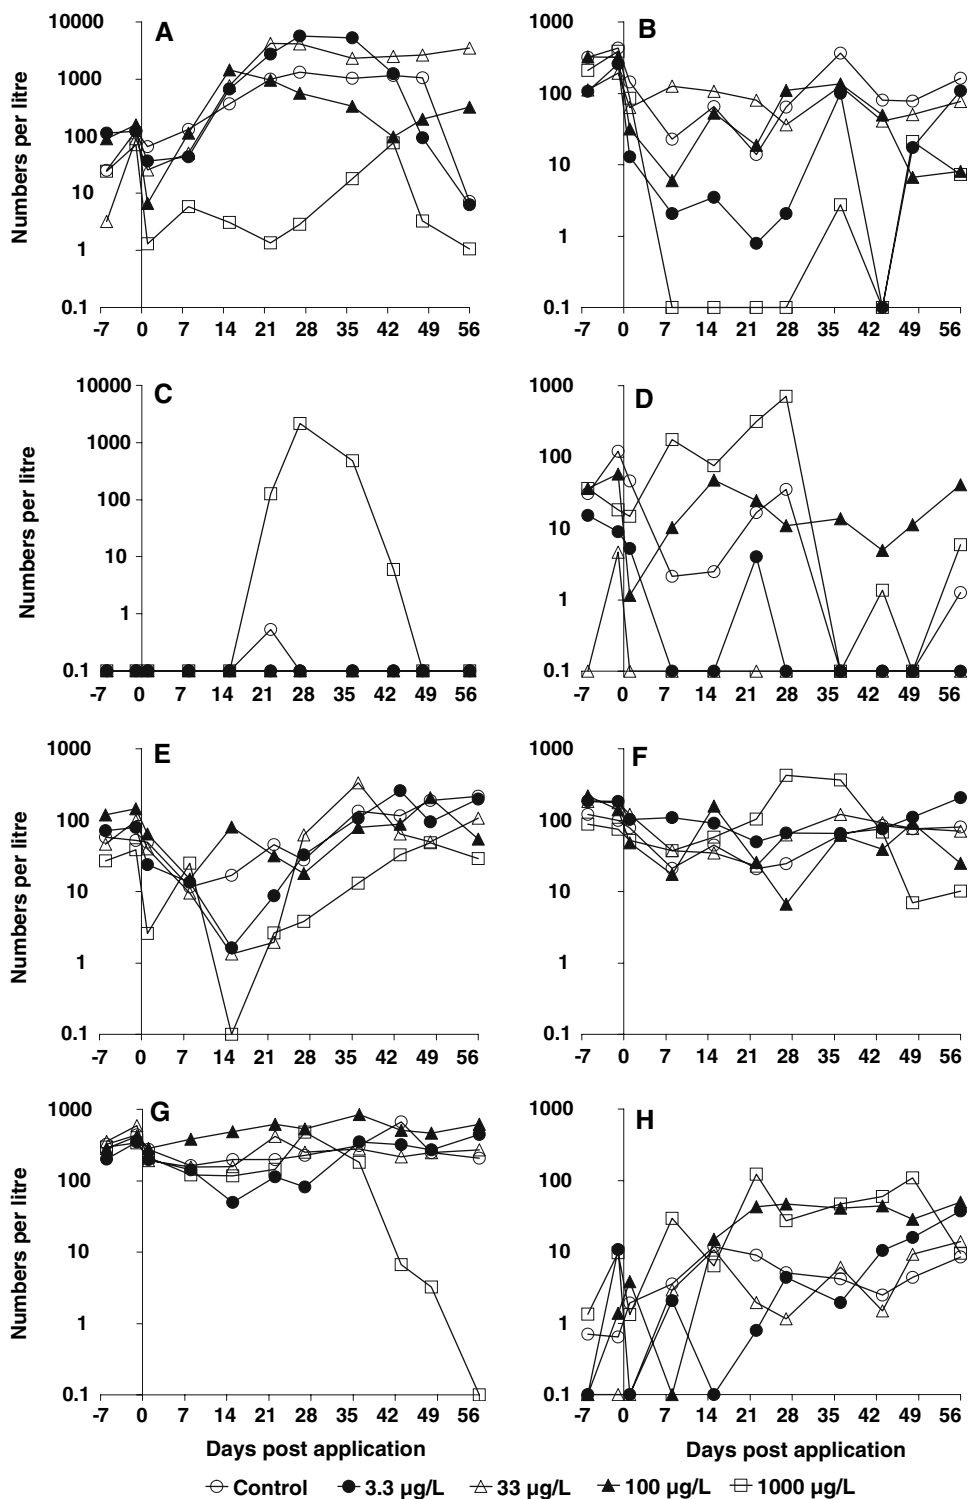 A
B
Numbers per litre
10000
1000
100
10
1
0.1
-7 0 7 14 21 28 35 42 49 56
1000
100
10
1
0.1
-7 0 7 14 21 28 35 42 49 56
C
D
Numbers per litre
10000
1000
100
10
1
0.1
-7 0 7 14 21 28 35 42 49 56
1000
100
10
1
0.1
-7 0 7 14 21 28 35 42 49 56
E
F
Numbers per litre
1000
100
10
1
0.1
-7 0 7 14 21 28 35 42 49 56
1000
100
10
1
0.1
-7 0 7 14 21 28 35 42 49 56
G
H
Numbers per litre
1000
100
10
1
0.1
-7 0 7 14 21 28 35 42 49 56
1000
100
10
1
0.1
-7 0 7 14 21 28 35 42 49 56
Days post application
Days post application
Control 3.3 µg/L 33 µg/L 100 µg/L 1000 µg/L